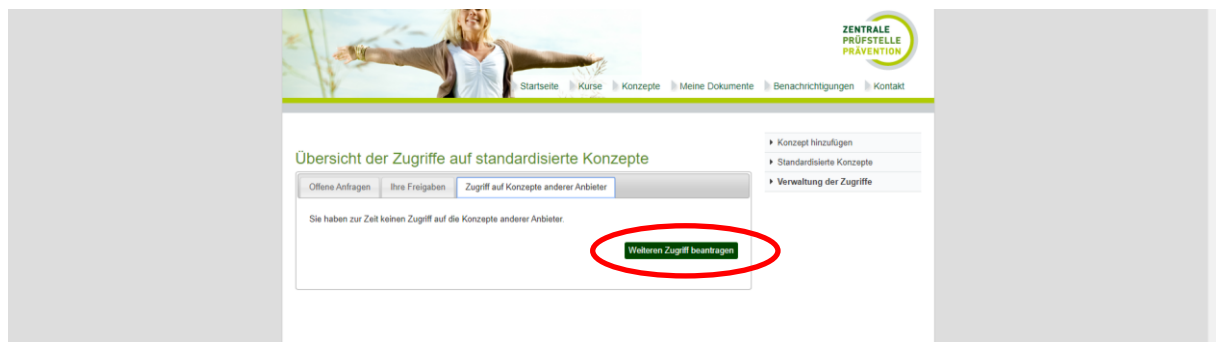 ZENTRALE
PRÜFSTELLE
PRÄVENTION
Startseite Kurse Konzepte Meine Dokumente Benachrichtigungen Kontakt
Übersicht der Zugriffe auf standardisierte Konzepte
Offene Anfragen Ihre Freigaben Zugriff auf Konzepte anderer Anbieter
Sie haben zur Zeit keinen Zugriff auf die Konzepte anderer Anbieter.
Weiteren Zugriff beantragen
Konzept hinzufügen
Standardisierte Konzepte
Verwaltung der Zugriffe